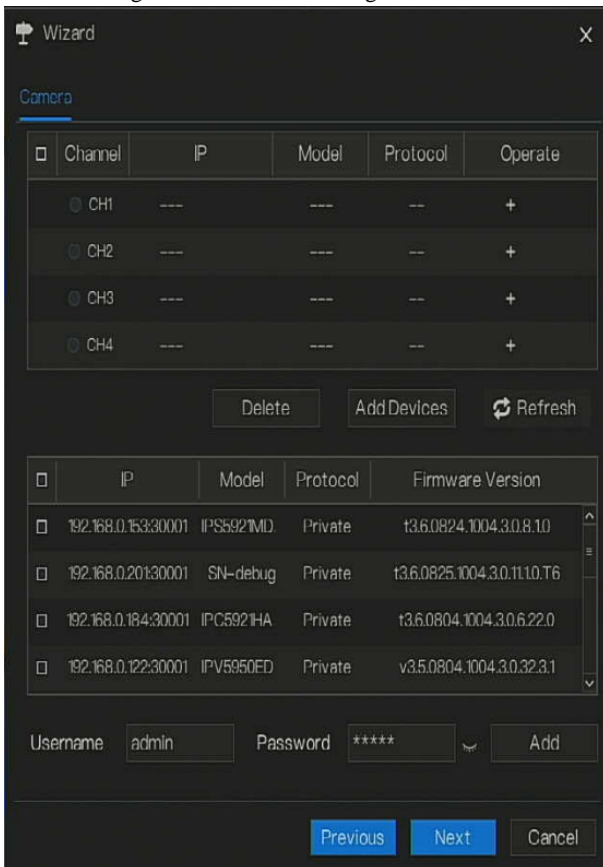 Wizard X
Camera
Channel IP Model Protocol Operate
CH1 --- --- -- +
CH2 --- --- -- +
CH3 --- --- -- +
CH4 --- --- -- +
Delete Add Devices Refresh
IP Model Protocol Firmware Version
192.168.0.153:30001 IPS5921MD. Private t3.6.0824.1004.3.0.8.1.0
192.168.0.201:30001 SN-debug Private t3.6.0825.1004.3.0.11.1.0.T6
192.168.0.184:30001 IPC5921HA Private t3.6.0804.1004.3.0.6.22.0
192.168.0.122:30001 IPV5950ED Private v3.5.0804.1004.3.0.32.3.1
Username admin Password ***** Add
Previous Next Cancel